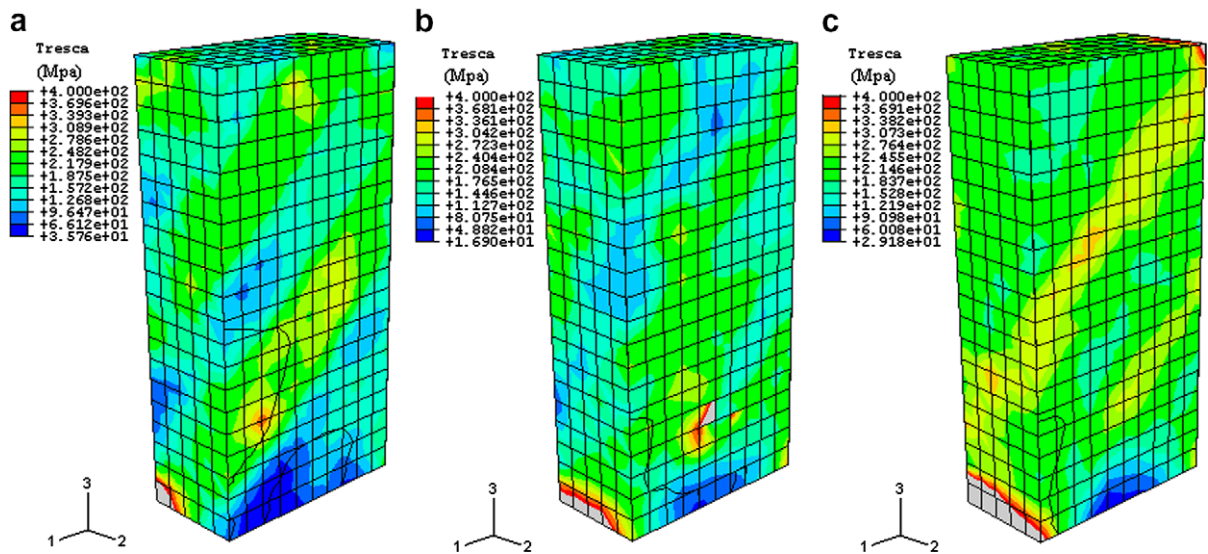 a
Tresca
(Mpa)
+4.000e+02
+3.696e+02
+3.393e+02
+3.089e+02
+2.786e+02
+2.482e+02
+2.179e+02
+1.875e+02
+1.572e+02
+1.268e+02
+9.647e+01
+6.612e+01
+3.576e+01
3
1
2
b
Tresca
(Mpa)
+4.000e+02
+3.681e+02
+3.361e+02
+3.042e+02
+2.723e+02
+2.404e+02
+2.084e+02
+1.765e+02
+1.446e+02
+1.127e+02
+8.075e+01
+4.882e+01
+1.690e+01
3
1
2
c
Tresca
(Mpa)
+4.000e+02
+3.691e+02
+3.382e+02
+3.073e+02
+2.764e+02
+2.455e+02
+2.146e+02
+1.837e+02
+1.528e+02
+1.219e+02
+9.098e+01
+6.008e+01
+2.918e+01
3
1
2